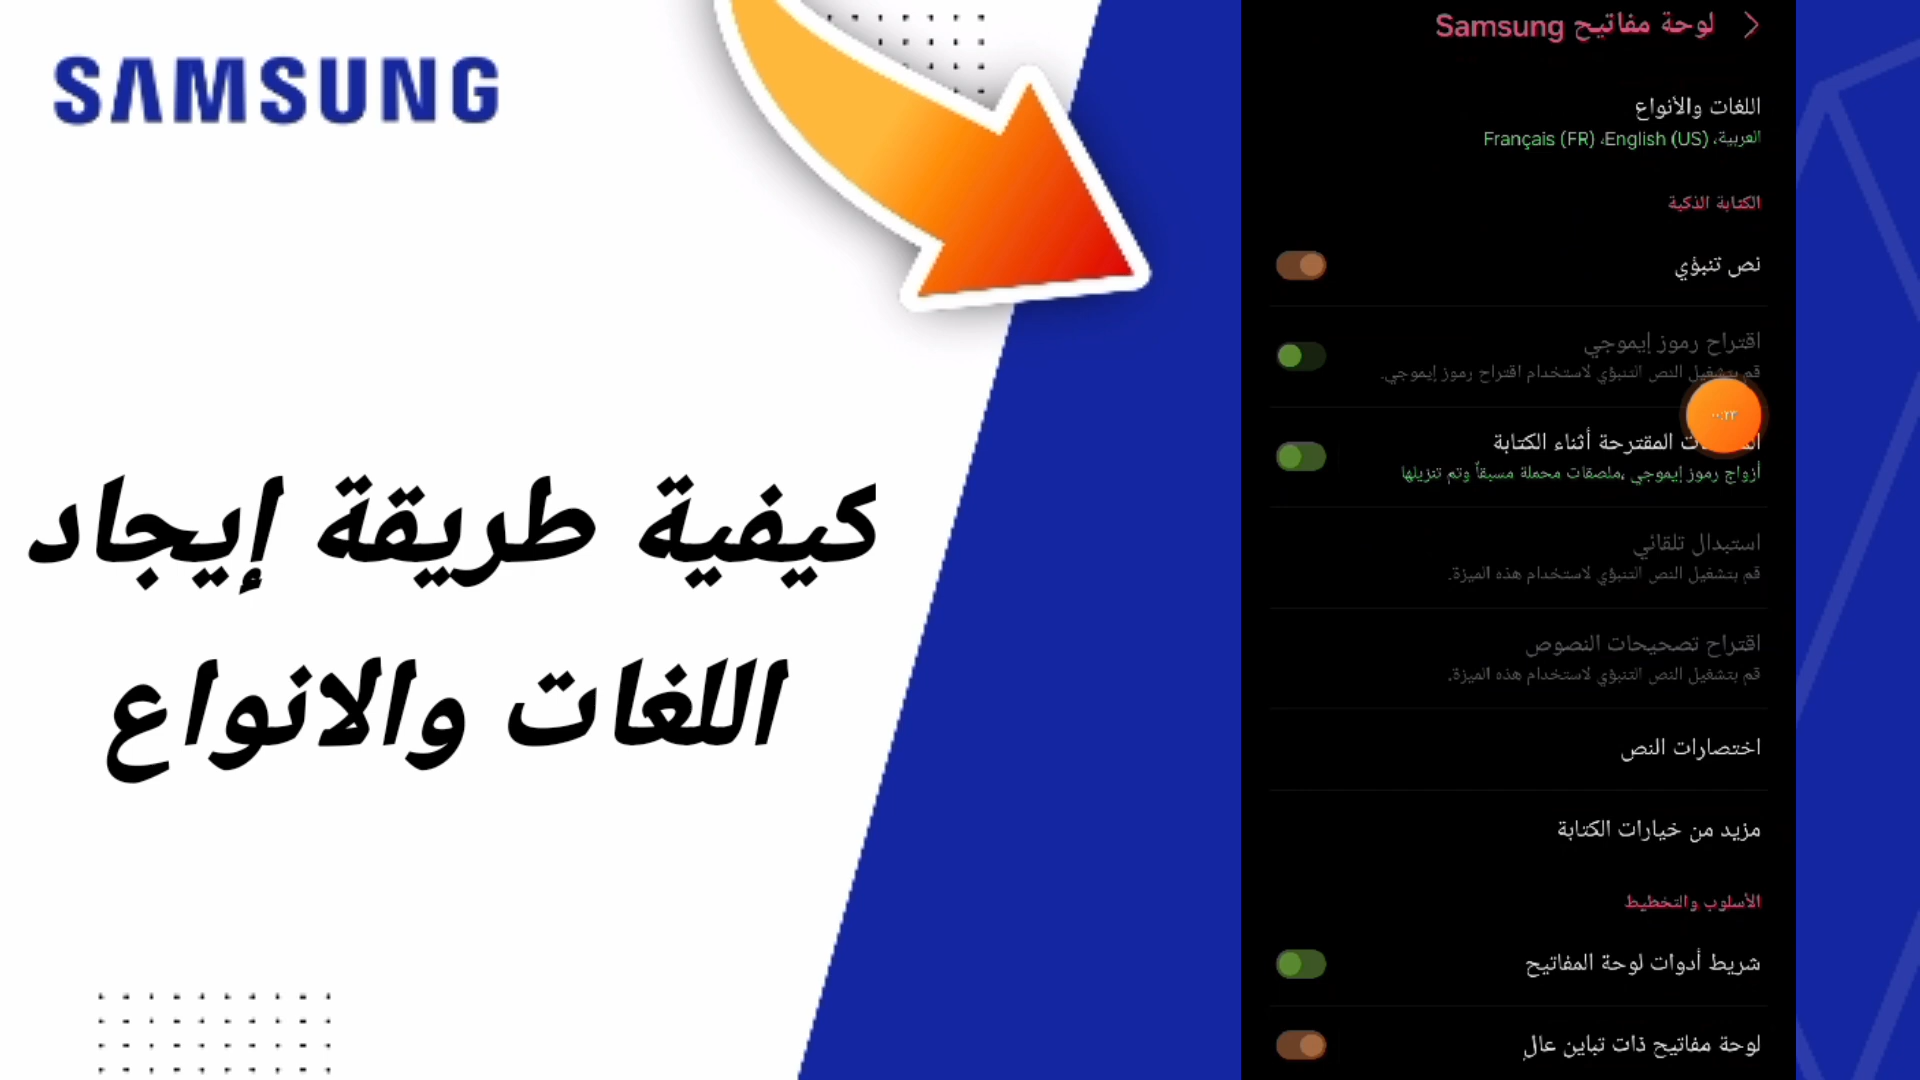 SAMSUNG
كيفية طريقة إيجاد
اللغات والانواع
لوحة مفاتيح Samsung
اللغات والأنواع
العربية، English (US)، Français (FR)
الكتابة الذكية
نص تنبؤي
اقتراح رموز إيموجي
قم بتشغيل النص التنبؤي لاستخدام اقتراح رموز إيموجي.
٠٠:٢٣
المقترحة أثناء الكتابة
أزواج رموز إيموجي ،ملصقات محملة مسبقاً وتم تنزيلها
استبدال تلقائي
قم بتشغيل النص التنبؤي لاستخدام هذه الميزة.
اقتراح تصحيحات النصوص
قم بتشغيل النص التنبؤي لاستخدام هذه الميزة.
اختصارات النص
مزيد من خيارات الكتابة
الأسلوب والتخطيط
شريط أدوات لوحة المفاتيح
لوحة مفاتيح ذات تباين عالٍ